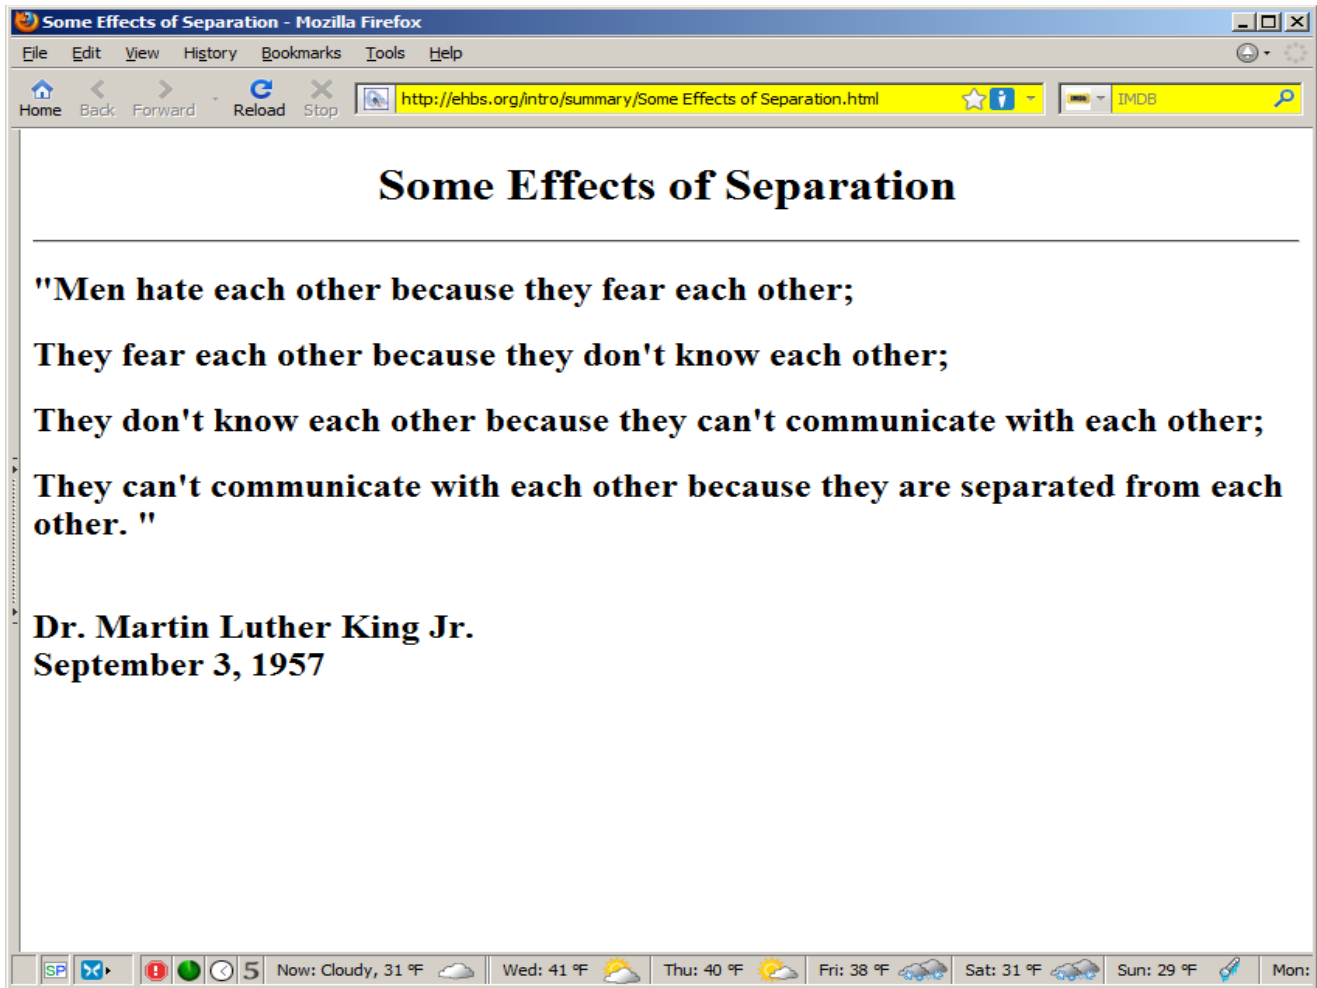 Some Effects of Separation - Mozilla Firefox
File Edit View History Bookmarks Tools Help
Home Back Forward Reload Stop http://ehbs.org/intro/summary/Some Effects of Separation.html IMDB IMDB
Some Effects of Separation
"Men hate each other because they fear each other;
They fear each other because they don't know each other;
They don't know each other because they can't communicate with each other;
They can't communicate with each other because they are separated from each
other. "
Dr. Martin Luther King Jr.
September 3, 1957
SP 5 Now: Cloudy, 31 °F Wed: 41 °F Thu: 40 °F Fri: 38 °F Sat: 31 °F Sun: 29 °F Mon: